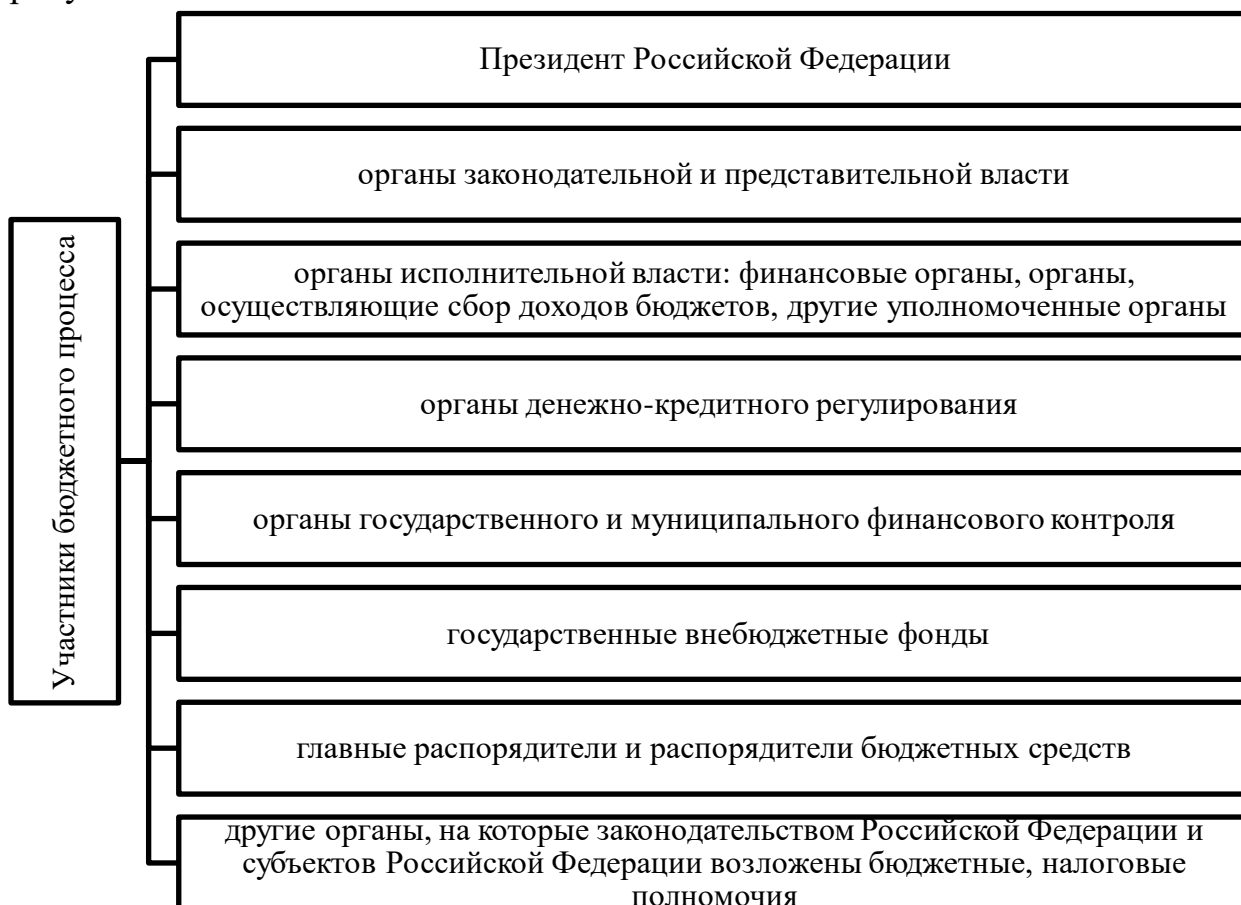 Президент Российской Федерации
органы законодательной и представительной власти
Участники бюджетного процесса
органы исполнительной власти: финансовые органы, органы,
осуществляющие сбор доходов бюджетов, другие уполномоченные органы
органы денежно-кредитного регулирования
органы государственного и муниципального финансового контроля
государственные внебюджетные фонды
главные распорядители и распорядители бюджетных средств
другие органы, на которые законодательством Российской Федерации и
субъектов Российской Федерации возложены бюджетные, налоговые
полномочия